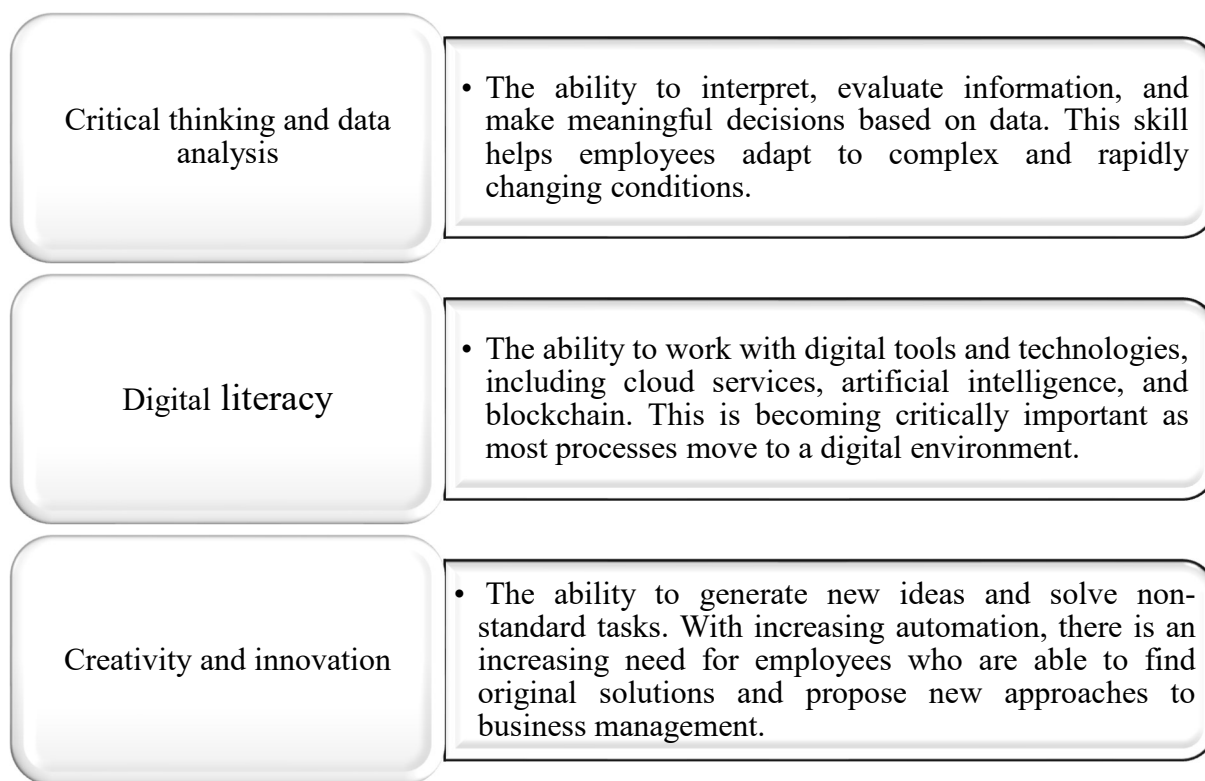 Critical thinking and data
analysis
• The ability to interpret, evaluate information, and
make meaningful decisions based on data. This skill
helps employees adapt to complex and rapidly
changing conditions.
Digital literacy
• The ability to work with digital tools and technologies,
including cloud services, artificial intelligence, and
blockchain. This is becoming critically important as
most processes move to a digital environment.
Creativity and innovation
• The ability to generate new ideas and solve non-
standard tasks. With increasing automation, there is an
increasing need for employees who are able to find
original solutions and propose new approaches to
business management.